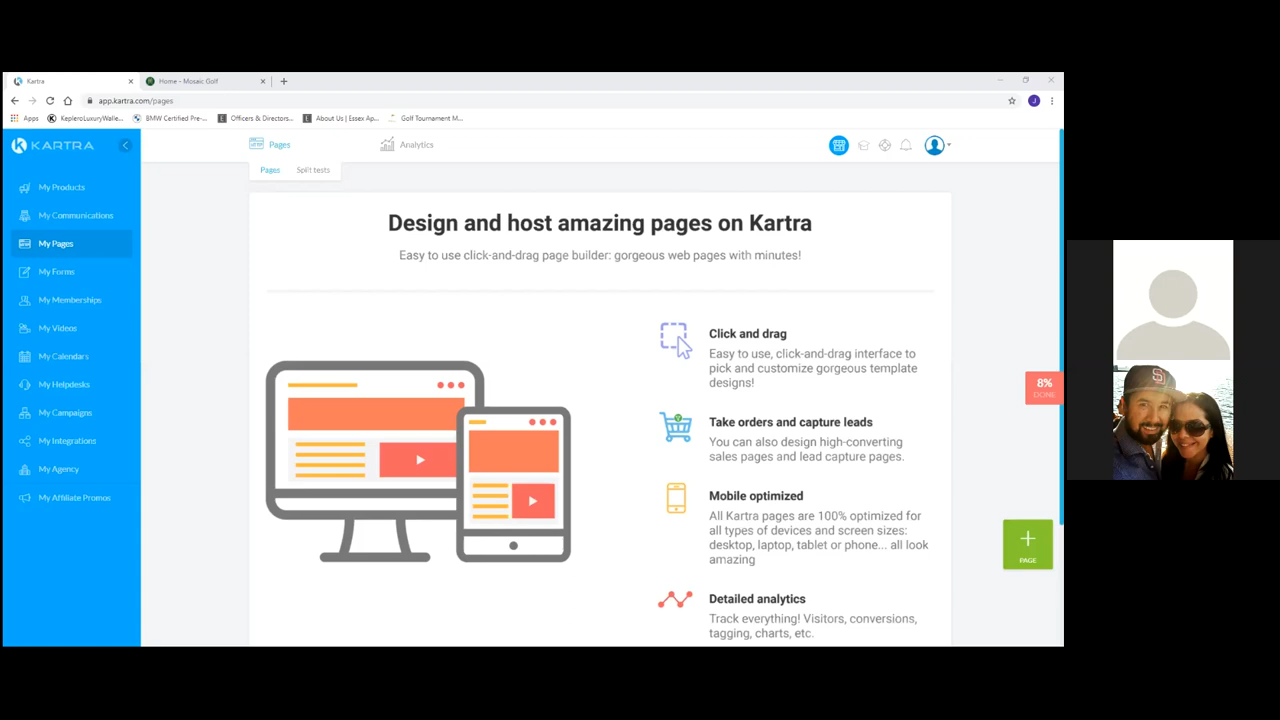 Kartra
Home - Mosaic Golf
app.kartra.com/pages
J
Apps
KepleroLuxuryWalle...
BMW Certified Pre-...
Officers & Directors...
About Us | Essex Ap...
Golf Tournament M...
KARTRA
Pages
Analytics
Pages
Split tests
My Products
My Communications
My Pages
My Forms
My Memberships
My Videos
My Calendars
My Helpdesks
My Campaigns
My Integrations
My Agency
My Affiliate Promos
Design and host amazing pages on Kartra
Easy to use click-and-drag page builder: gorgeous web pages with minutes!
Click and drag
Easy to use, click-and-drag interface to
pick and customize gorgeous template
designs!
Take orders and capture leads
You can also design high-converting
sales pages and lead capture pages.
Mobile optimized
All Kartra pages are 100% optimized for
all types of devices and screen sizes:
desktop, laptop, tablet or phone... all look
amazing
Detailed analytics
Track everything! Visitors, conversions,
tagging, charts, etc.
8%
DONE
+
PAGE
S